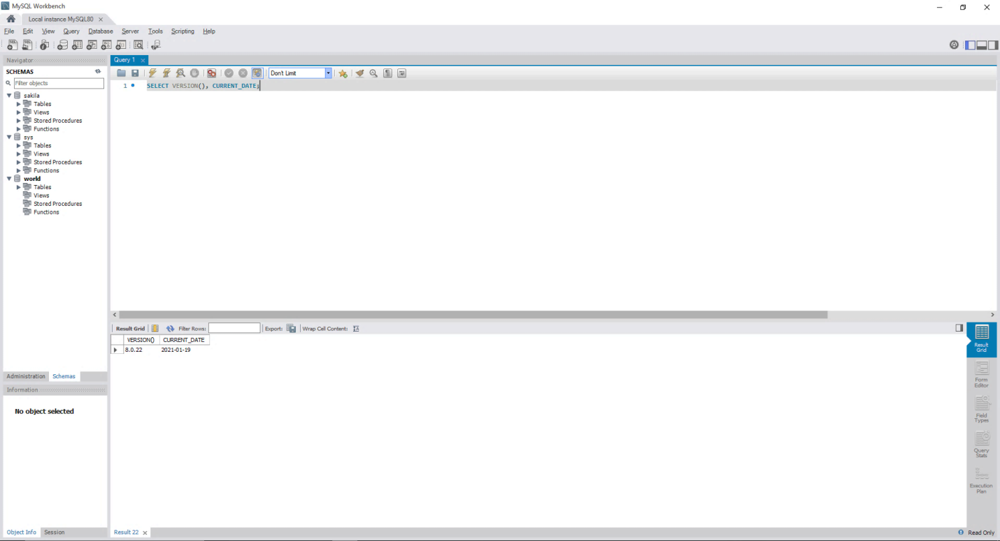 MySQL Workbench
Local instance MySQL80
File Edit View Query Database Server Tools Scripting Help
Navigator
SCHEMAS
Filter objects
sakila
Tables
Views
Stored Procedures
Functions
sys
Tables
Views
Stored Procedures
Functions
world
Tables
Views
Stored Procedures
Functions
Administration Schemas
Information
No object selected
Object Info Session
Query 1
Don't Limit
1 SELECT VERSION(), CURRENT_DATE;
Result Grid Filter Rows: Export: Wrap Cell Content:
VERSION() CURRENT_DATE
8.0.22 2021-01-19
Result
Grid
Form
Editor
Field
Types
Query
Stats
Execution
Plan
Result 22
Read Only